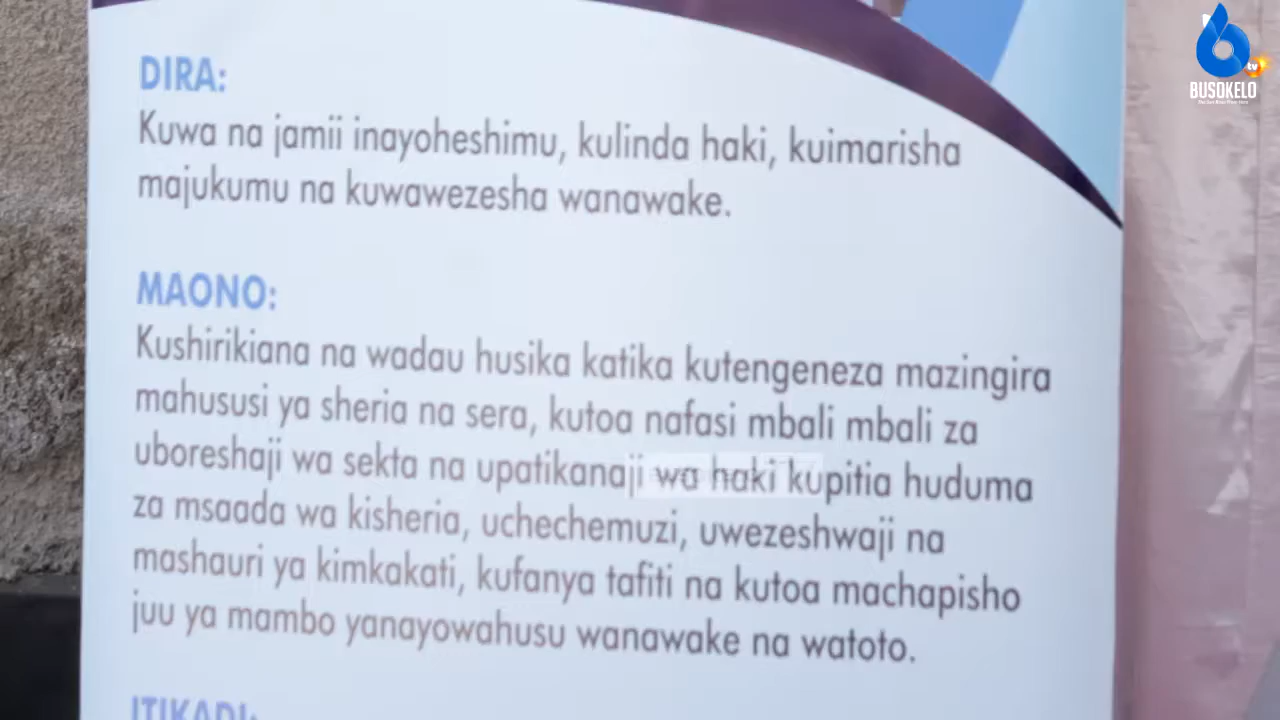 DIRA:
Kuwa na jamii inayoheshimu, kulinda haki, kuimarisha
majukumu na kuwawezesha wanawake.
MAONO:
Kushirikiana na wadau husika katika kutengeneza mazingira
mahususi ya sheria na sera, kutoa nafasi mbali mbali za
uboreshaji wa sekta na upatikanaji wa haki kupitia huduma
za msaada wa kisheria, uchechemuzi, uwezeshwaji na
mashauri ya kimkakati, kufanya tafiti na kutoa machapisho
juu ya mambo yanayowahusu wanawake na watoto.
ITIKADI:
tv
BUSOKELO